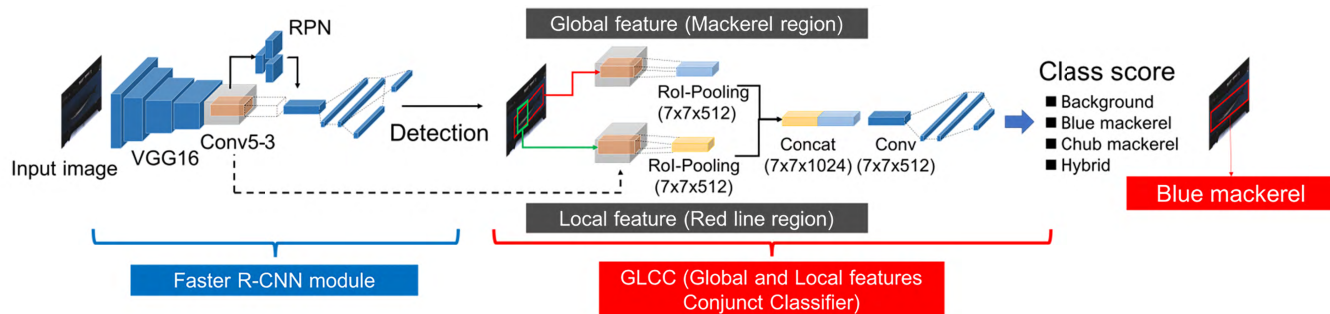 RPN
Input image
VGG16
Conv5-3
Detection
Faster R-CNN module
Global feature (Mackerel region)
RoI-Pooling
(7x7x512)
RoI-Pooling
(7x7x512)
Local feature (Red line region)
Concat
(7x7x1024)
Conv
(7x7x512)
GLCC (Global and Local features
Conjunct Classifier)
Class score
■ Background
■ Blue mackerel
■ Chub mackerel
■ Hybrid
Blue mackerel